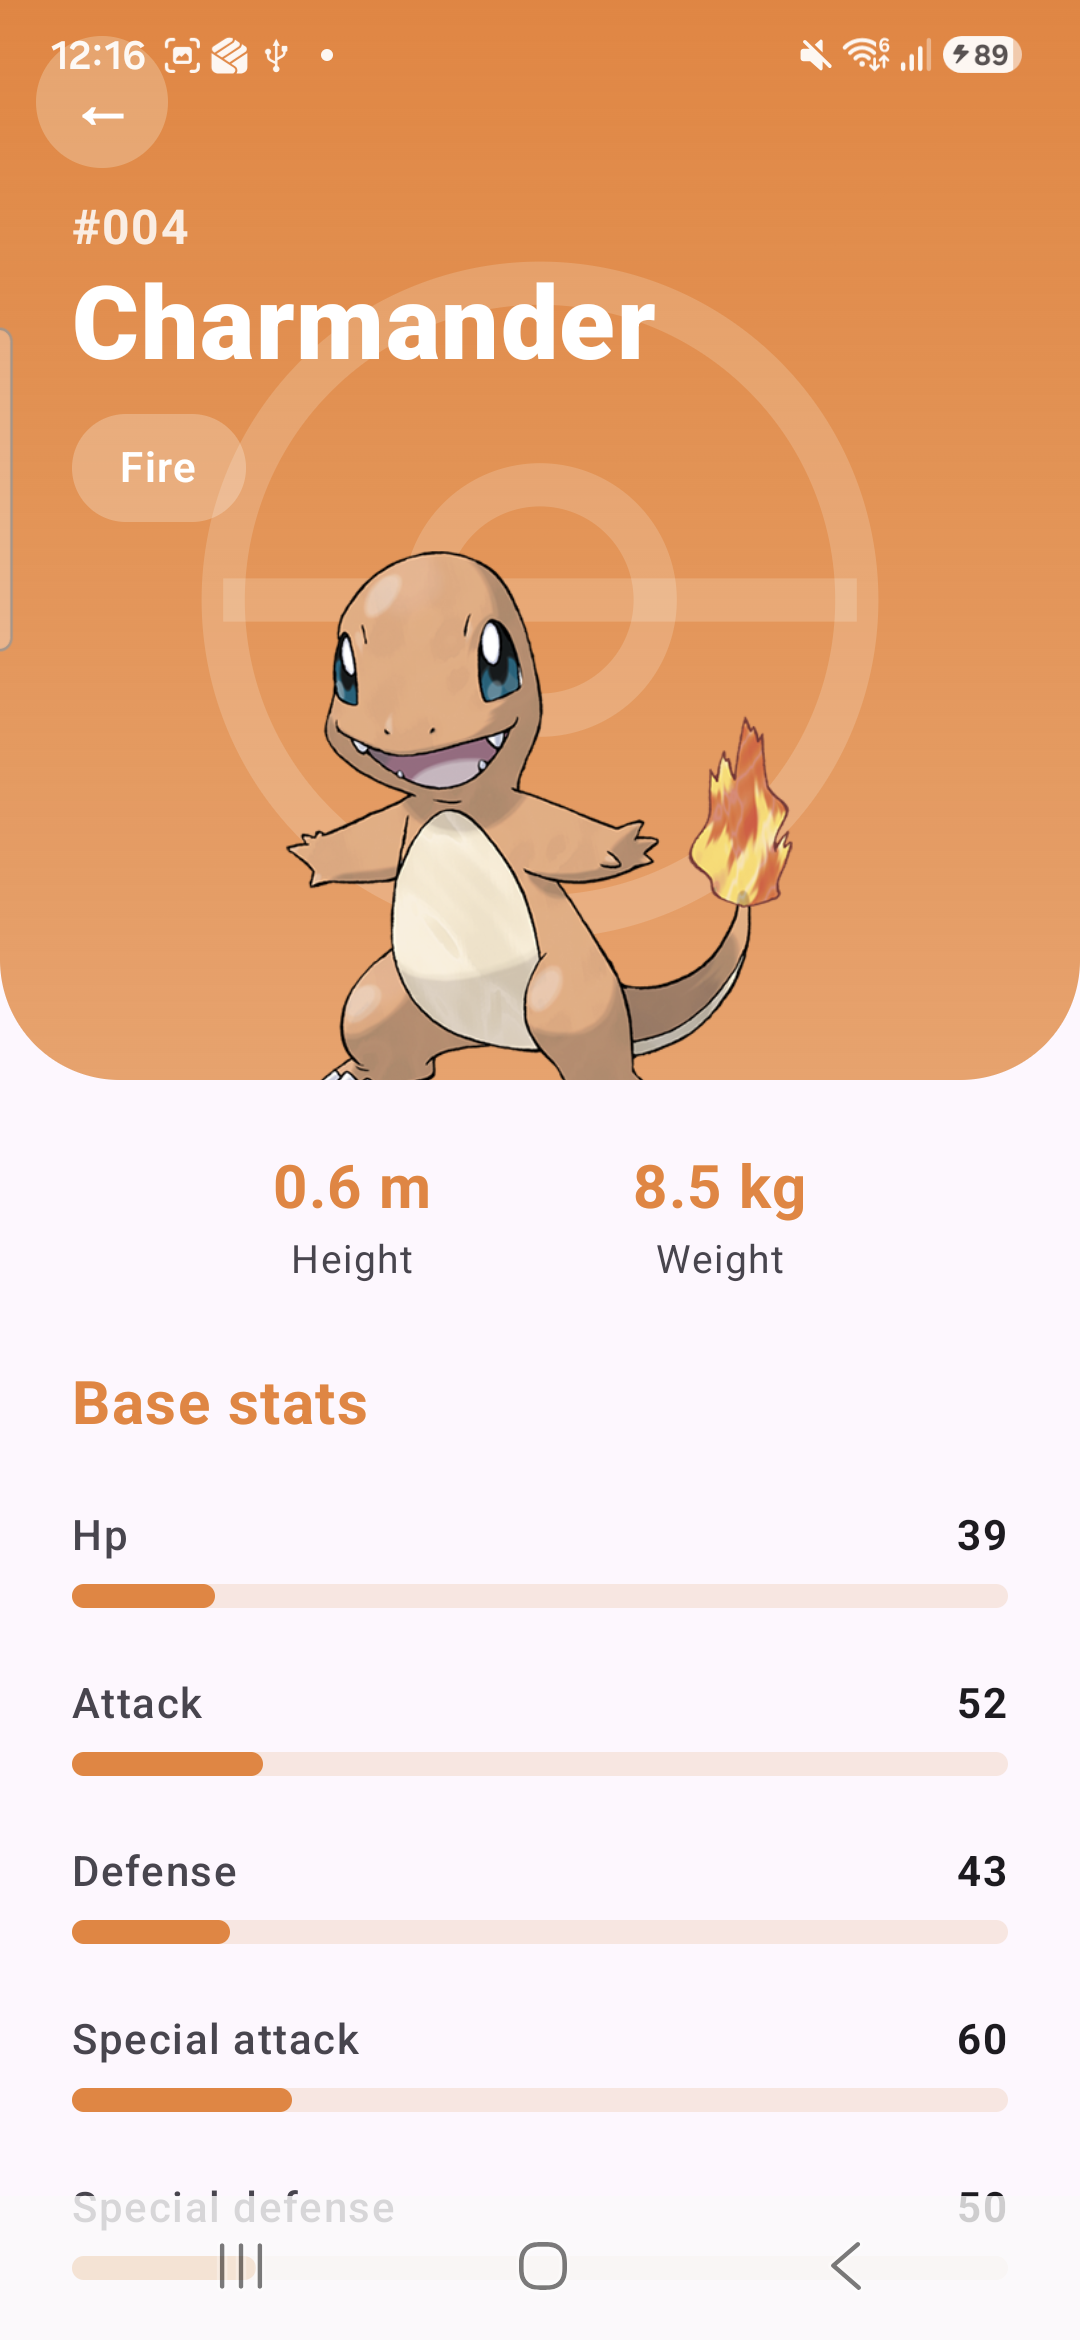 12:16
6
89
#004
Charmander
Fire
0.6 m
8.5 kg
Height
Weight
Base stats
Hp
39
Attack
52
Defense
43
Special attack
60
Special defense
50